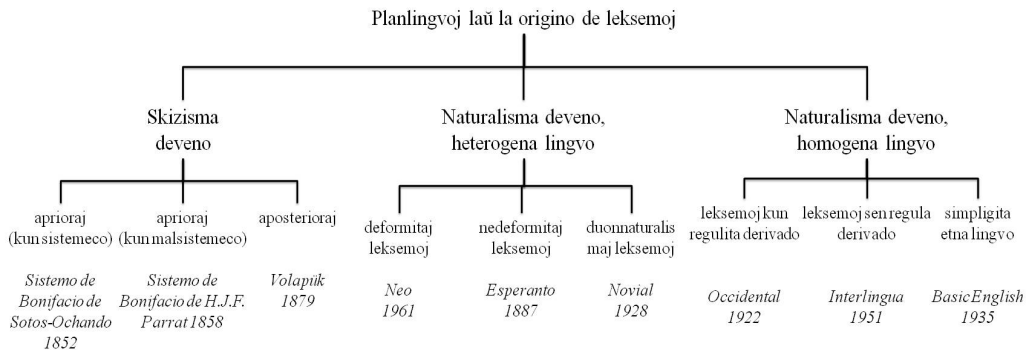 Planlingvoj laŭ la origino de leksemoj
Skizisma
deveno
Naturalisma deveno,
heterogena lingvo
Naturalisma deveno,
homogena lingvo
aprioraj
(kun sistemeco)
aprioraj
(kun malsistemeco)
aposterioraj
deformitaj
leksemoj
nedeformitaj
leksemoj
duonnaturalis
maj leksemoj
leksemoj kun
regulita derivado
leksemoj sen regula
derivado
simpligita
etna lingvo
Sistemo de
Bonifacio de
Sotos-Ochando
1852
Sistemo de
Bonifacio de H.J.F.
Parrat 1858
Volapük
1879
Neo
1961
Esperanto
1887
Novial
1928
Occidental
1922
Interlingua
1951
Basic English
1935